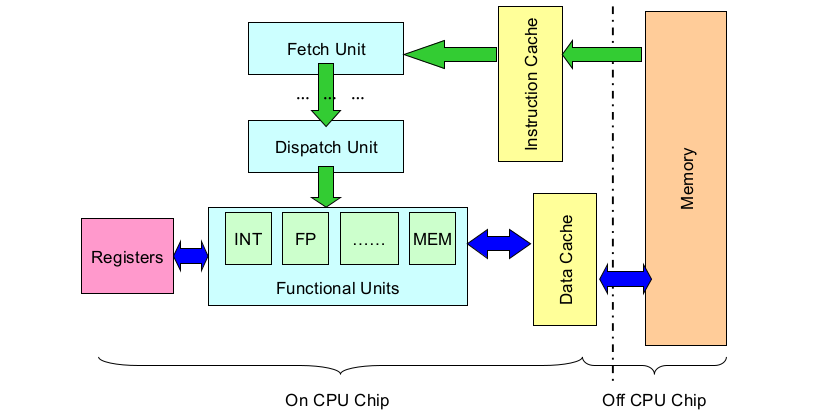 Fetch Unit
... ... ...
Dispatch Unit
Instruction Cache
Memory
Registers
INT
FP
......
MEM
Functional Units
Data Cache
On CPU Chip
Off CPU Chip